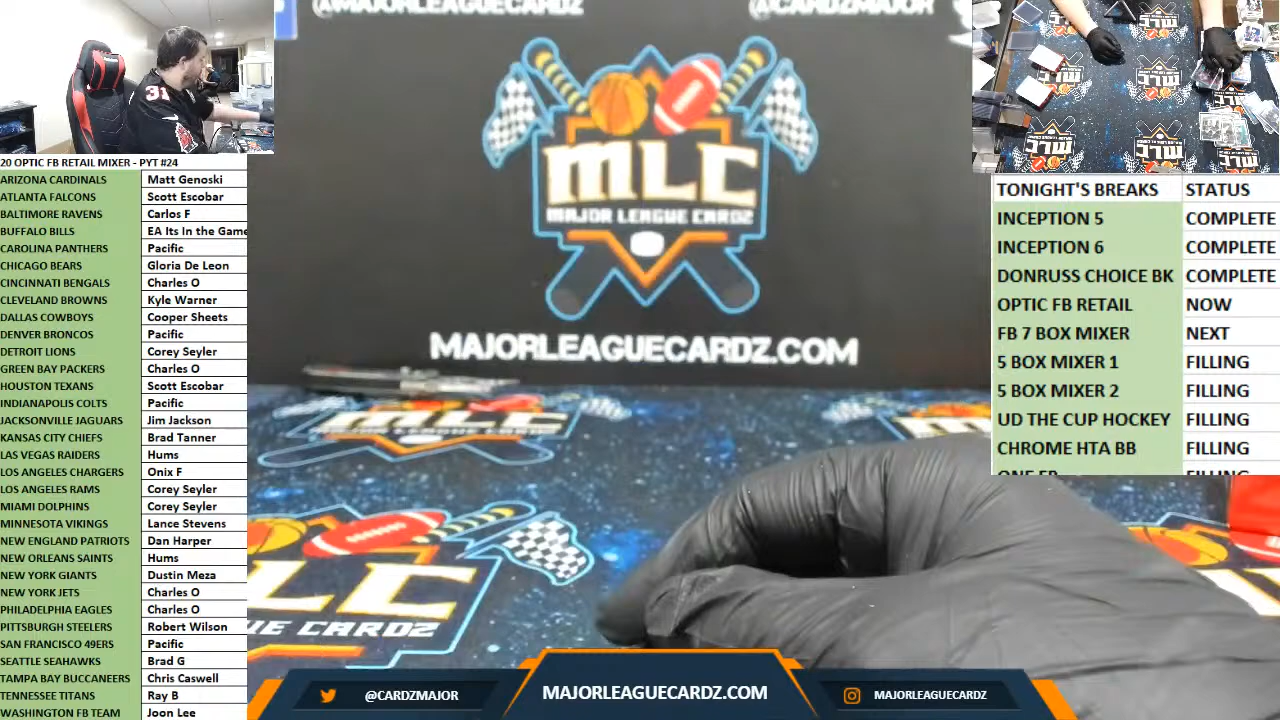 @MAJORLEAGUECARDZ
@CARDZMAJOR
31
MLC
MAJOR LEAGUE CARDZ
MAJORLEAGUECARDZ.COM
20 OPTIC FB RETAIL MIXER - PYT #24
ARIZONA CARDINALS Matt Genoski
ATLANTA FALCONS Scott Escobar
BALTIMORE RAVENS Carlos F
BUFFALO BILLS EA Its In the Game
CAROLINA PANTHERS Pacific
CHICAGO BEARS Gloria De Leon
CINCINNATI BENGALS Charles O
CLEVELAND BROWNS Kyle Warner
DALLAS COWBOYS Cooper Sheets
DENVER BRONCOS Pacific
DETROIT LIONS Corey Seyler
GREEN BAY PACKERS Charles O
HOUSTON TEXANS Scott Escobar
INDIANAPOLIS COLTS Pacific
JACKSONVILLE JAGUARS Jim Jackson
KANSAS CITY CHIEFS Brad Tanner
LAS VEGAS RAIDERS Hums
LOS ANGELES CHARGERS Onix F
LOS ANGELES RAMS Corey Seyler
MIAMI DOLPHINS Corey Seyler
MINNESOTA VIKINGS Lance Stevens
NEW ENGLAND PATRIOTS Dan Harper
NEW ORLEANS SAINTS Hums
NEW YORK GIANTS Dustin Meza
NEW YORK JETS Charles O
PHILADELPHIA EAGLES Charles O
PITTSBURGH STEELERS Robert Wilson
SAN FRANCISCO 49ERS Pacific
SEATTLE SEAHAWKS Brad G
TAMPA BAY BUCCANEERS Chris Caswell
TENNESSEE TITANS Ray B
WASHINGTON FB TEAM Joon Lee
TONIGHT'S BREAKS STATUS
INCEPTION 5 COMPLETE
INCEPTION 6 COMPLETE
DONRUSS CHOICE BK COMPLETE
OPTIC FB RETAIL NOW
FB 7 BOX MIXER NEXT
5 BOX MIXER 1 FILLING
5 BOX MIXER 2 FILLING
UD THE CUP HOCKEY FILLING
CHROME HTA BB FILLING
MLC
GUE CARDZ
@CARDZMAJOR
MAJORLEAGUECARDZ.COM
MAJORLEAGUECARDZ